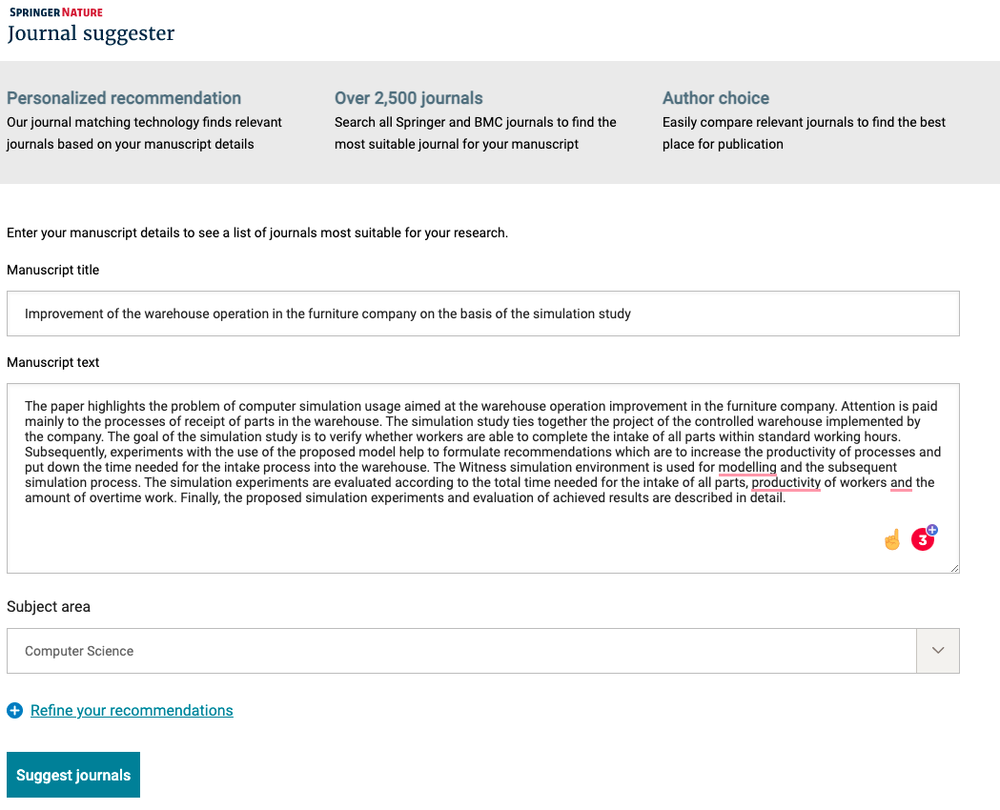 SPRINGER NATURE
Journal suggester
Personalized recommendation
Our journal matching technology finds relevant
journals based on your manuscript details
Over 2,500 journals
Search all Springer and BMC journals to find the
most suitable journal for your manuscript
Author choice
Easily compare relevant journals to find the best
place for publication
Enter your manuscript details to see a list of journals most suitable for your research.
Manuscript title
Improvement of the warehouse operation in the furniture company on the basis of the simulation study
Manuscript text
The paper highlights the problem of computer simulation usage aimed at the warehouse operation improvement in the furniture company. Attention is paid
mainly to the processes of receipt of parts in the warehouse. The simulation study ties together the project of the controlled warehouse implemented by
the company. The goal of the simulation study is to verify whether workers are able to complete the intake of all parts within standard working hours.
Subsequently, experiments with the use of the proposed model help to formulate recommendations which are to increase the productivity of processes and
put down the time needed for the intake process into the warehouse. The Witness simulation environment is used for modelling and the subsequent
simulation process. The simulation experiments are evaluated according to the total time needed for the intake of all parts, productivity of workers and the
amount of overtime work. Finally, the proposed simulation experiments and evaluation of achieved results are described in detail.
3
Subject area
Computer Science
Refine your recommendations
Suggest journals